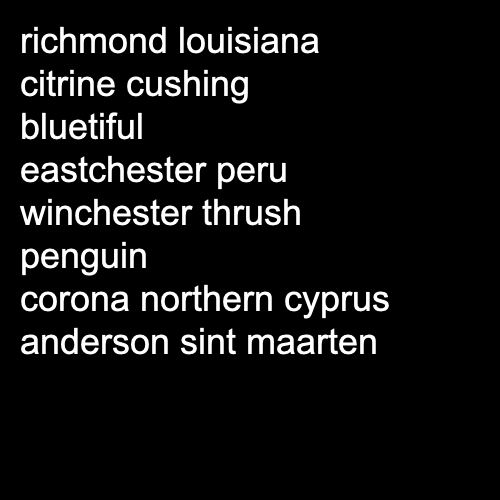 richmond louisiana
citrine cushing
bluetiful
eastchester peru
winchester thrush
penguin
corona northern cyprus
anderson sint maarten